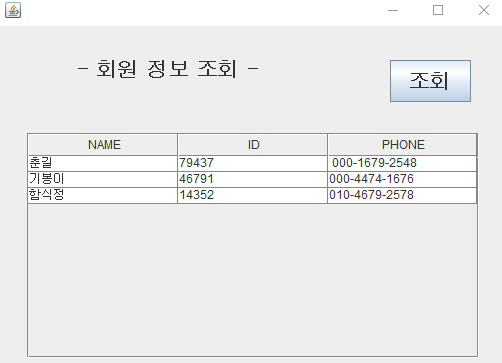 - 회원 정보 조회 -
조회
NAME ID PHONE
춘길 79437 000-1679-2548
기봉이 46791 000-4474-1676
함식정 14352 010-4679-2578